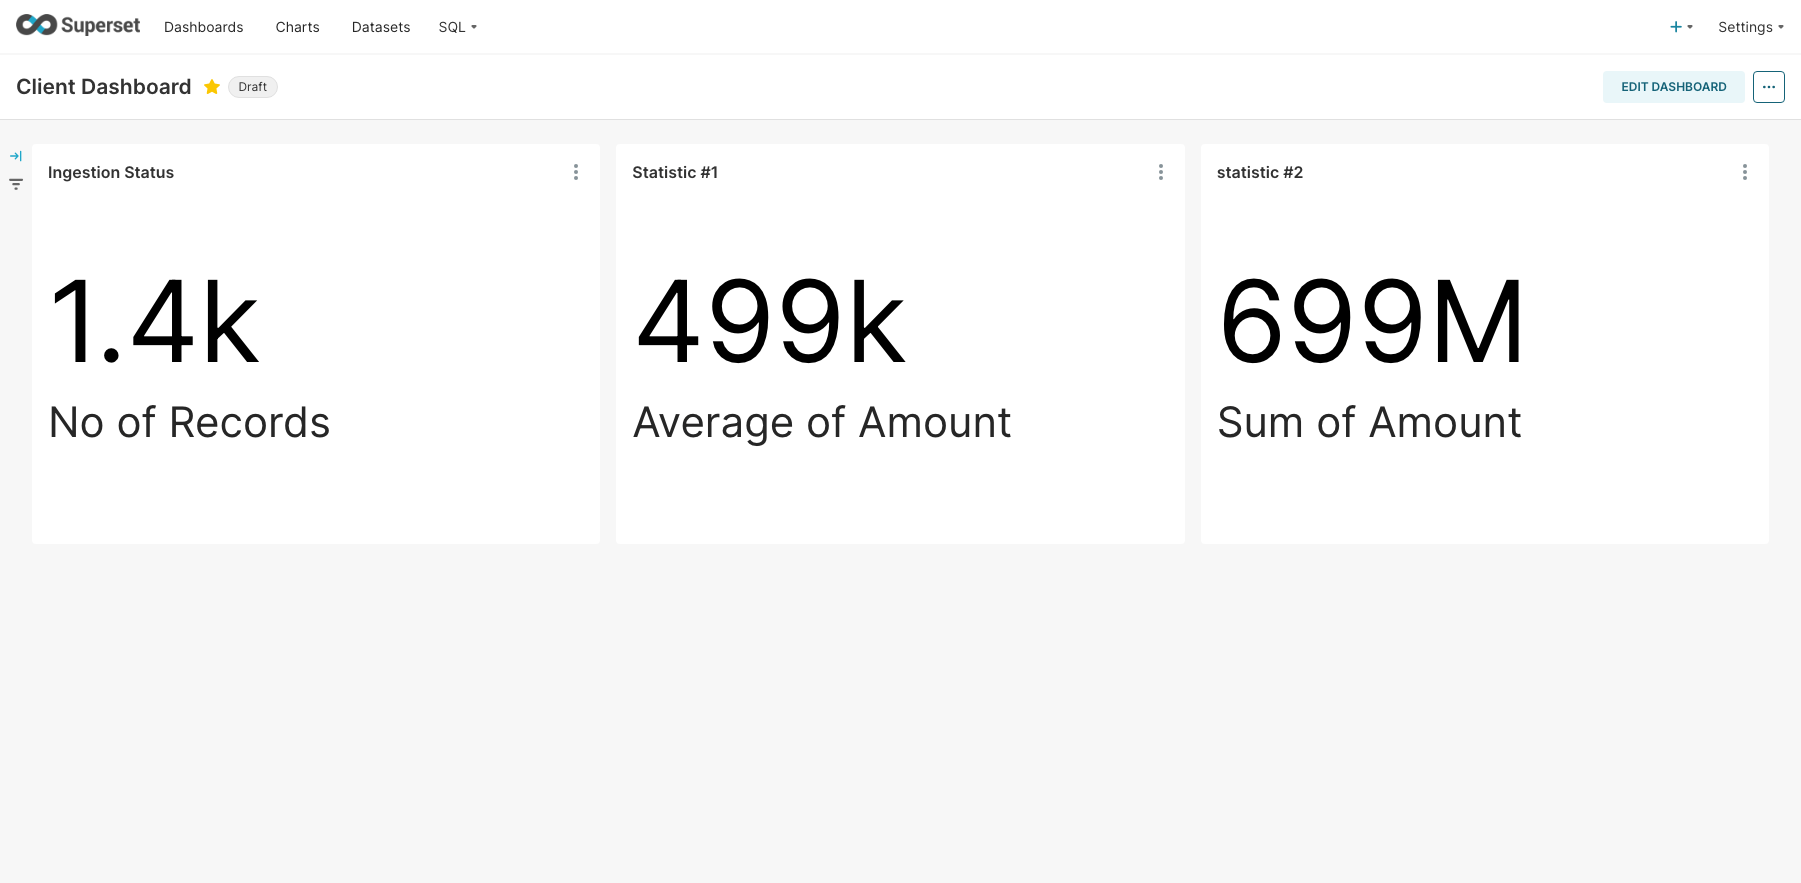 Superset Dashboards Charts Datasets SQL + Settings
Client Dashboard Draft EDIT DASHBOARD ...
Ingestion Status
1.4k
No of Records
Statistic #1
499k
Average of Amount
statistic #2
699M
Sum of Amount